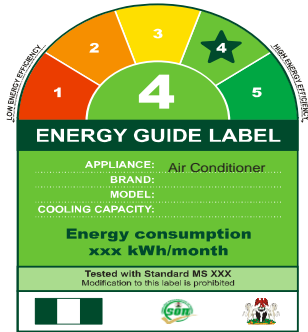 LOW ENERGY EFFICIENCY
1
2
3
4
5
HIGH ENERGY EFFICIENCY
4
ENERGY GUIDE LABEL
APPLIANCE: Air Conditioner
BRAND:
MODEL:
COOLING CAPACITY:
Energy consumption
xxx kWh/month
Tested with Standard MS XXX
Modification to this label is prohibited
SON